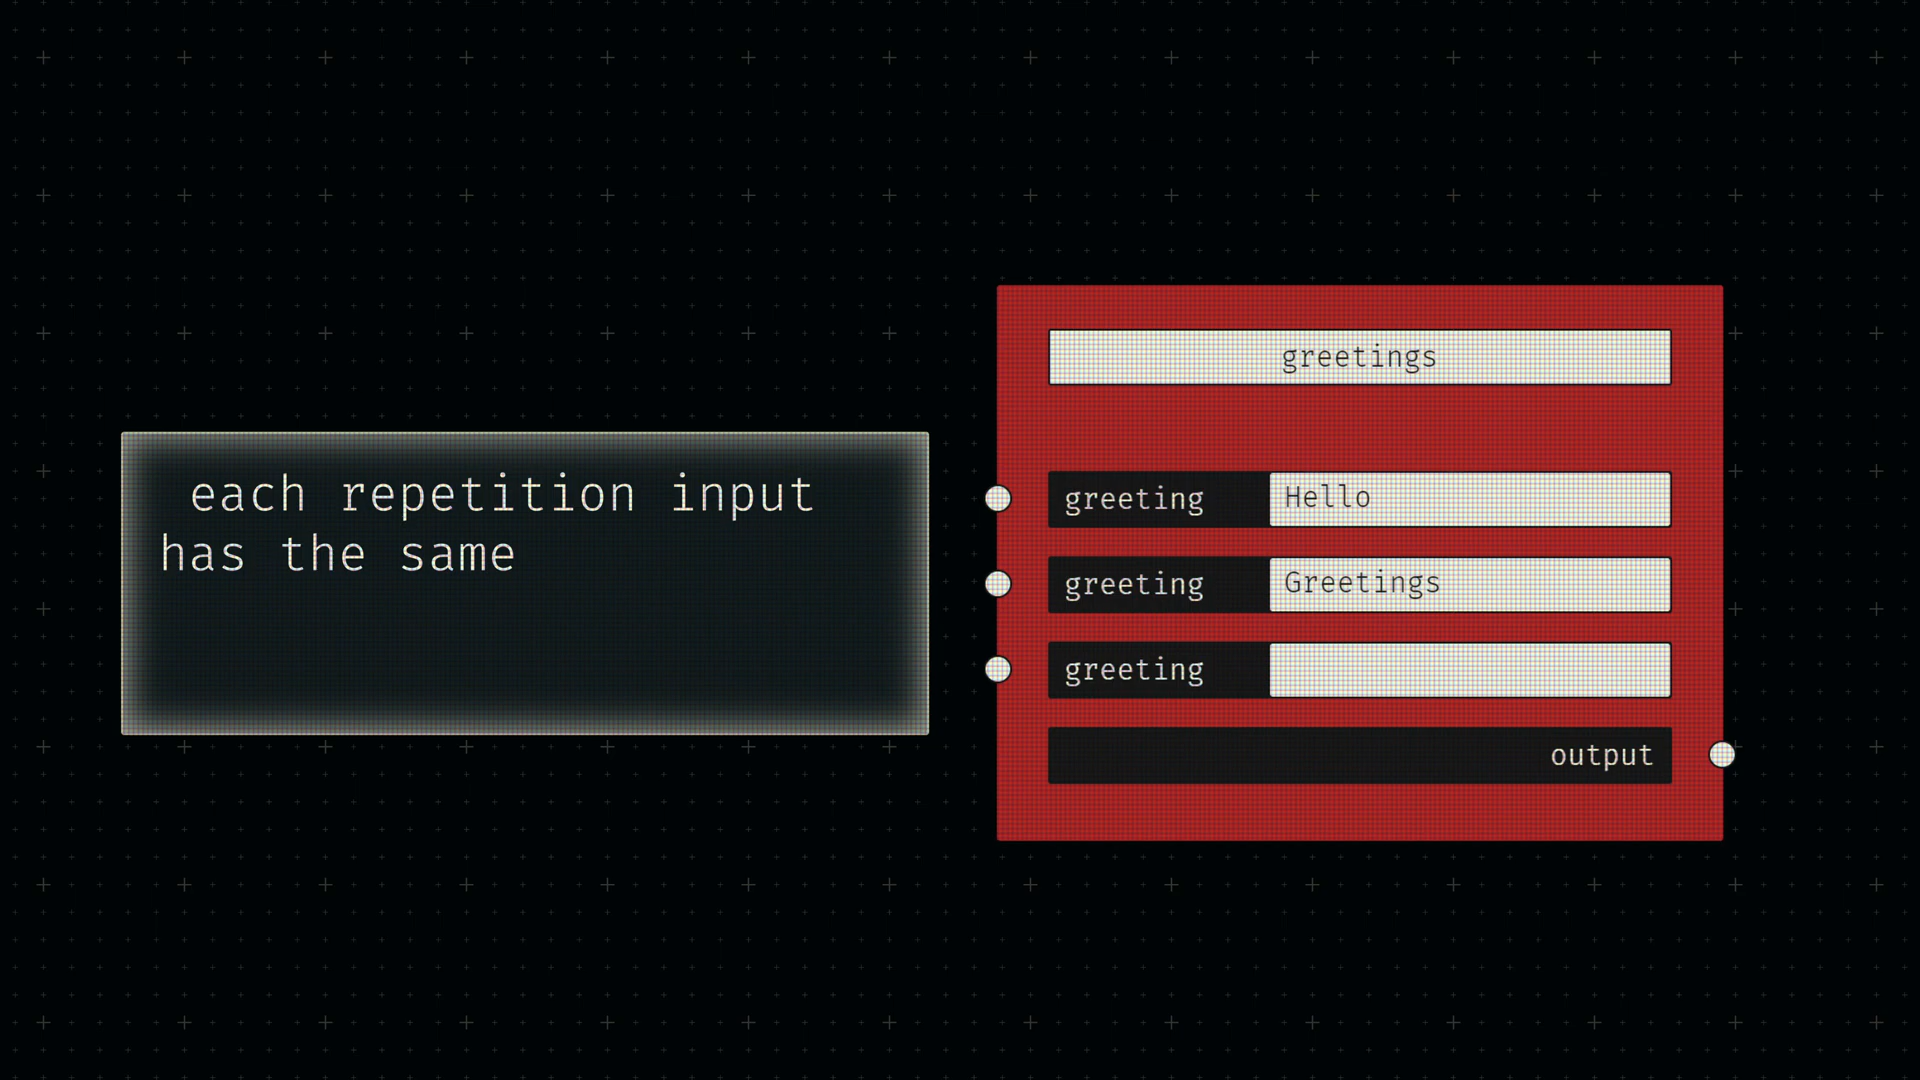 each repetition input
has the same
greetings
greeting Hello
greeting Greetings
greeting
output